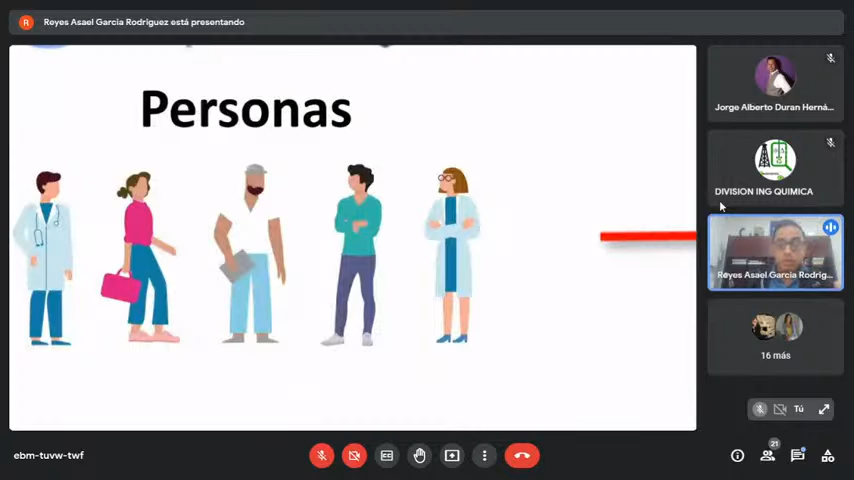 R
Reyes Asael Garcia Rodriguez está presentando
Personas
Jorge Alberto Duran Herná...
DIVISION ING QUIMICA
Reyes Asael Garcia Rodrig...
16 más
Tú
ebm-tuvw-twf
21